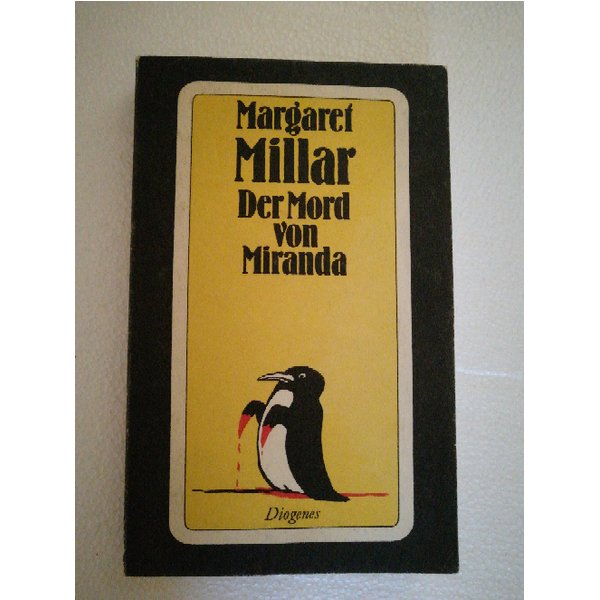 Margaret
Millar
Der Mord
von
Miranda
Diogenes